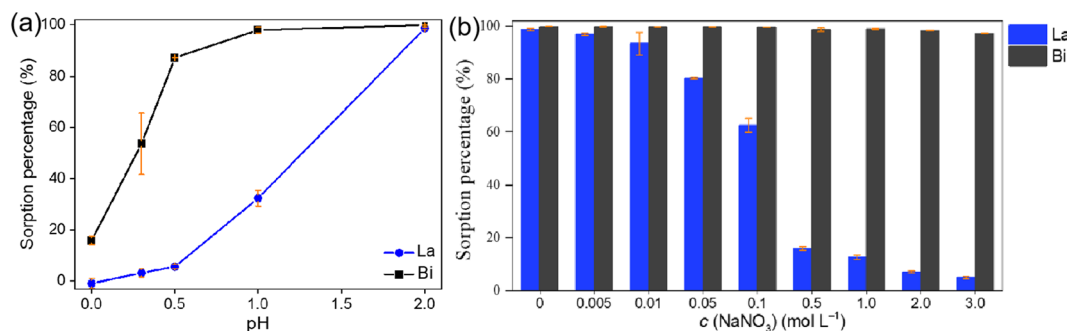 (a)
100
80
60
40
20
0
Sorption percentage (%)
La
Bi
0.0 0.5 1.0 1.5 2.0
pH
(b)
100
80
60
40
20
0
Sorption percentage (%)
La
Bi
0 0.005 0.01 0.05 0.1 0.5 1.0 2.0 3.0
c (NaNO₃) (mol L⁻¹)